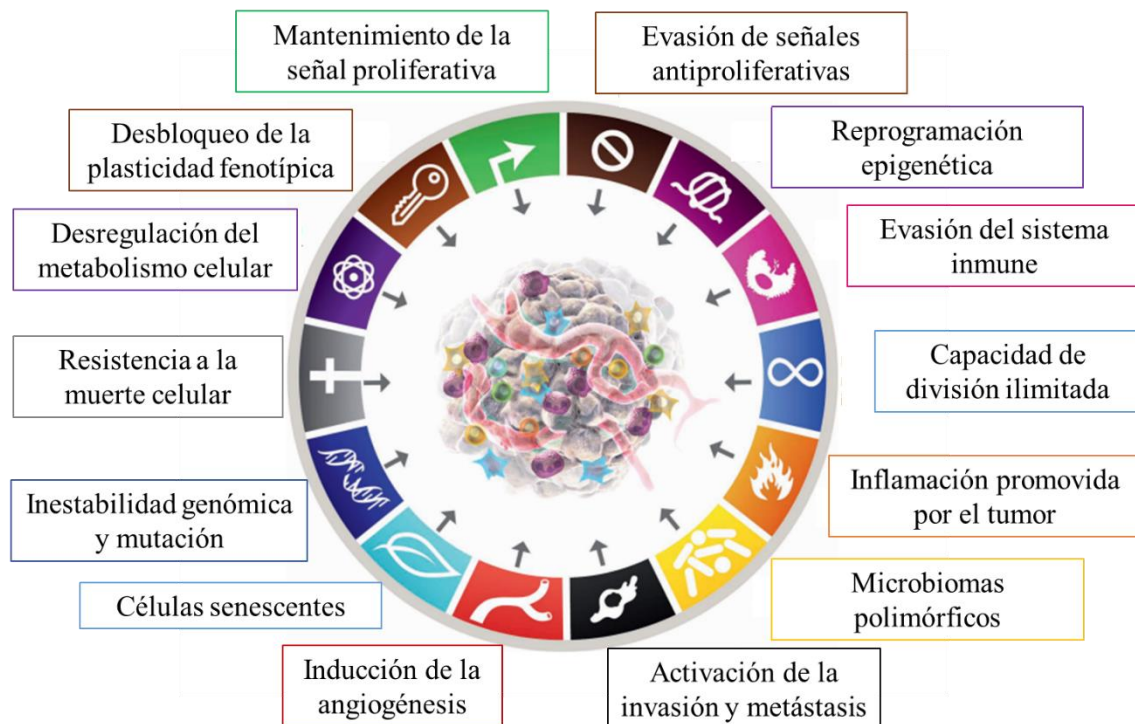 Mantenimiento de la
señal proliferativa
Evasión de señales
antiproliferativas
Desbloqueo de la
plasticidad fenotípica
Reprogramación
epigenética
Desregulación del
metabolismo celular
Evasión del sistema
inmune
Resistencia a la
muerte celular
Capacidad de
división ilimitada
Inestabilidad genómica
y mutación
Inflamación promovida
por el tumor
Células senescentes
Microbiomas
polimórficos
Inducción de la
angiogénesis
Activación de la
invasión y metástasis